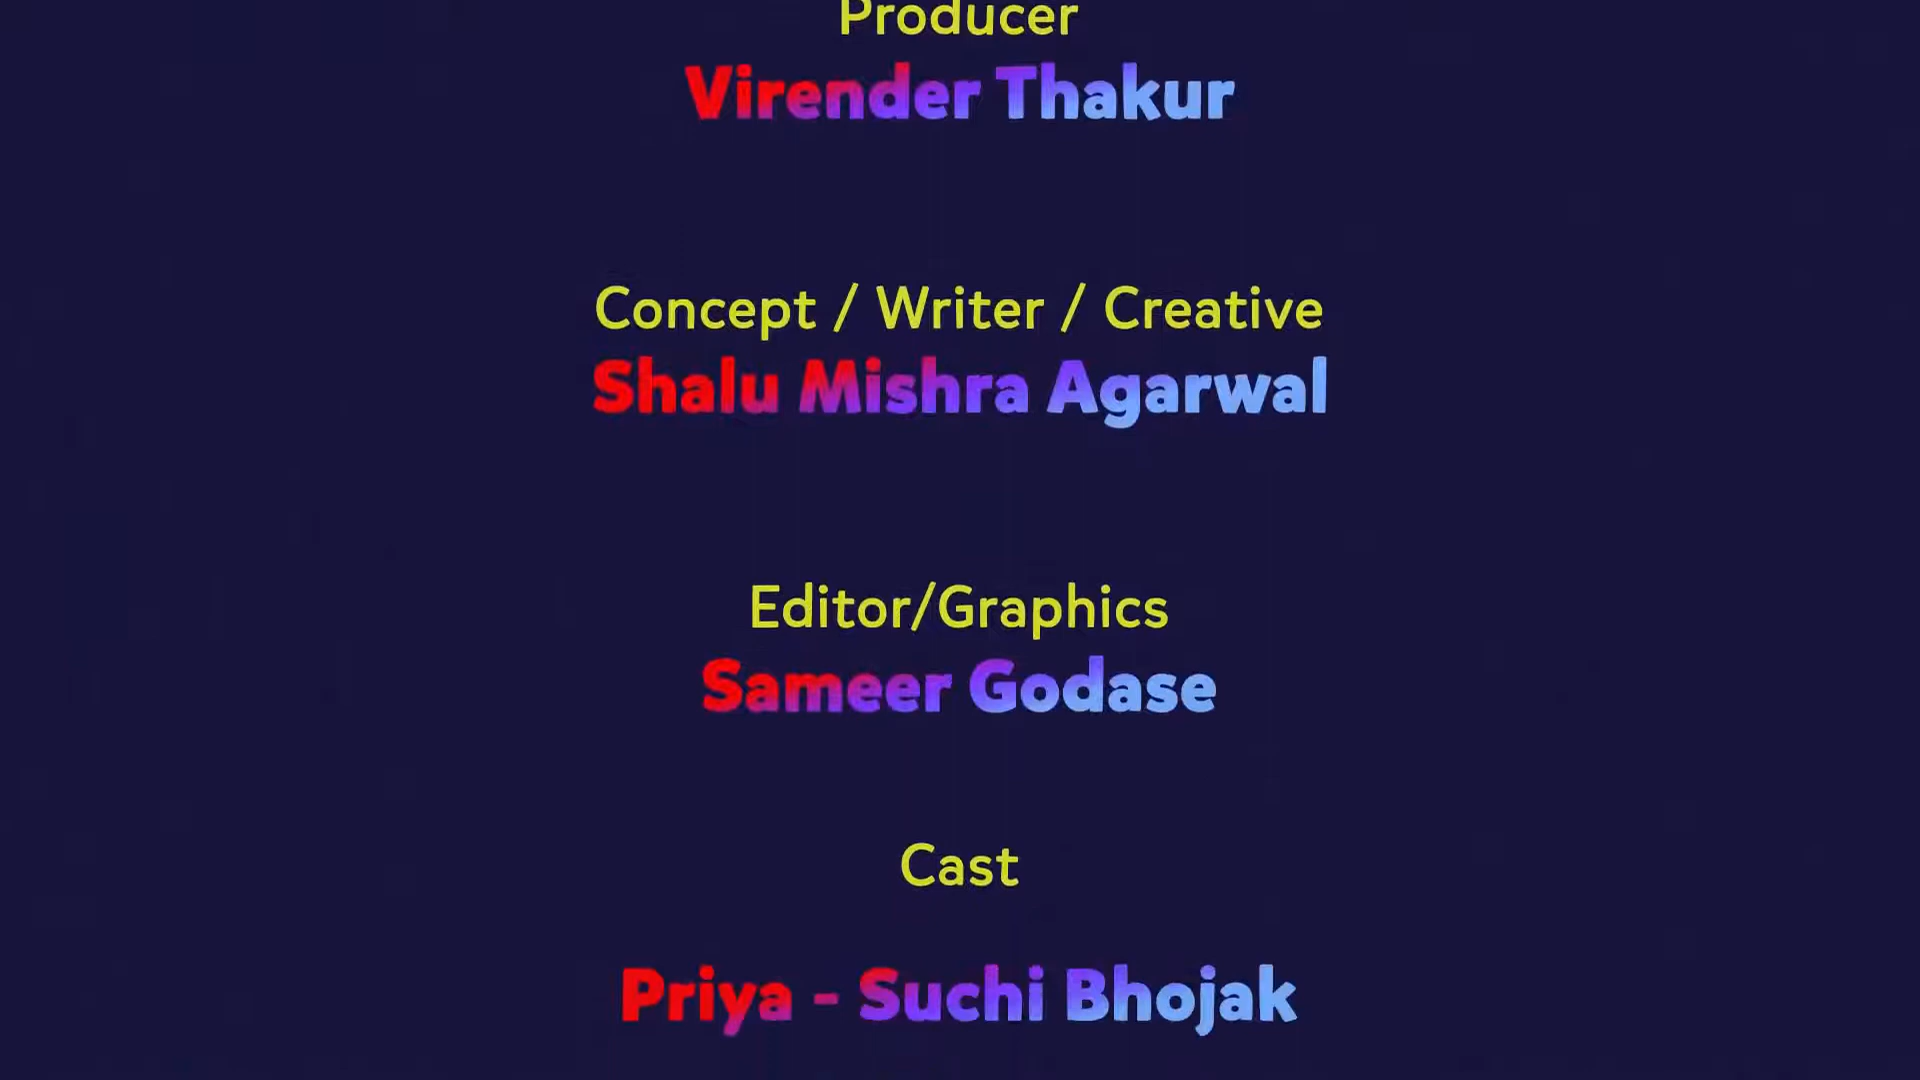 Producer
Virender Thakur
Concept / Writer / Creative
Shalu Mishra Agarwal
Editor/Graphics
Sameer Godase
Cast
Priya - Suchi Bhojak